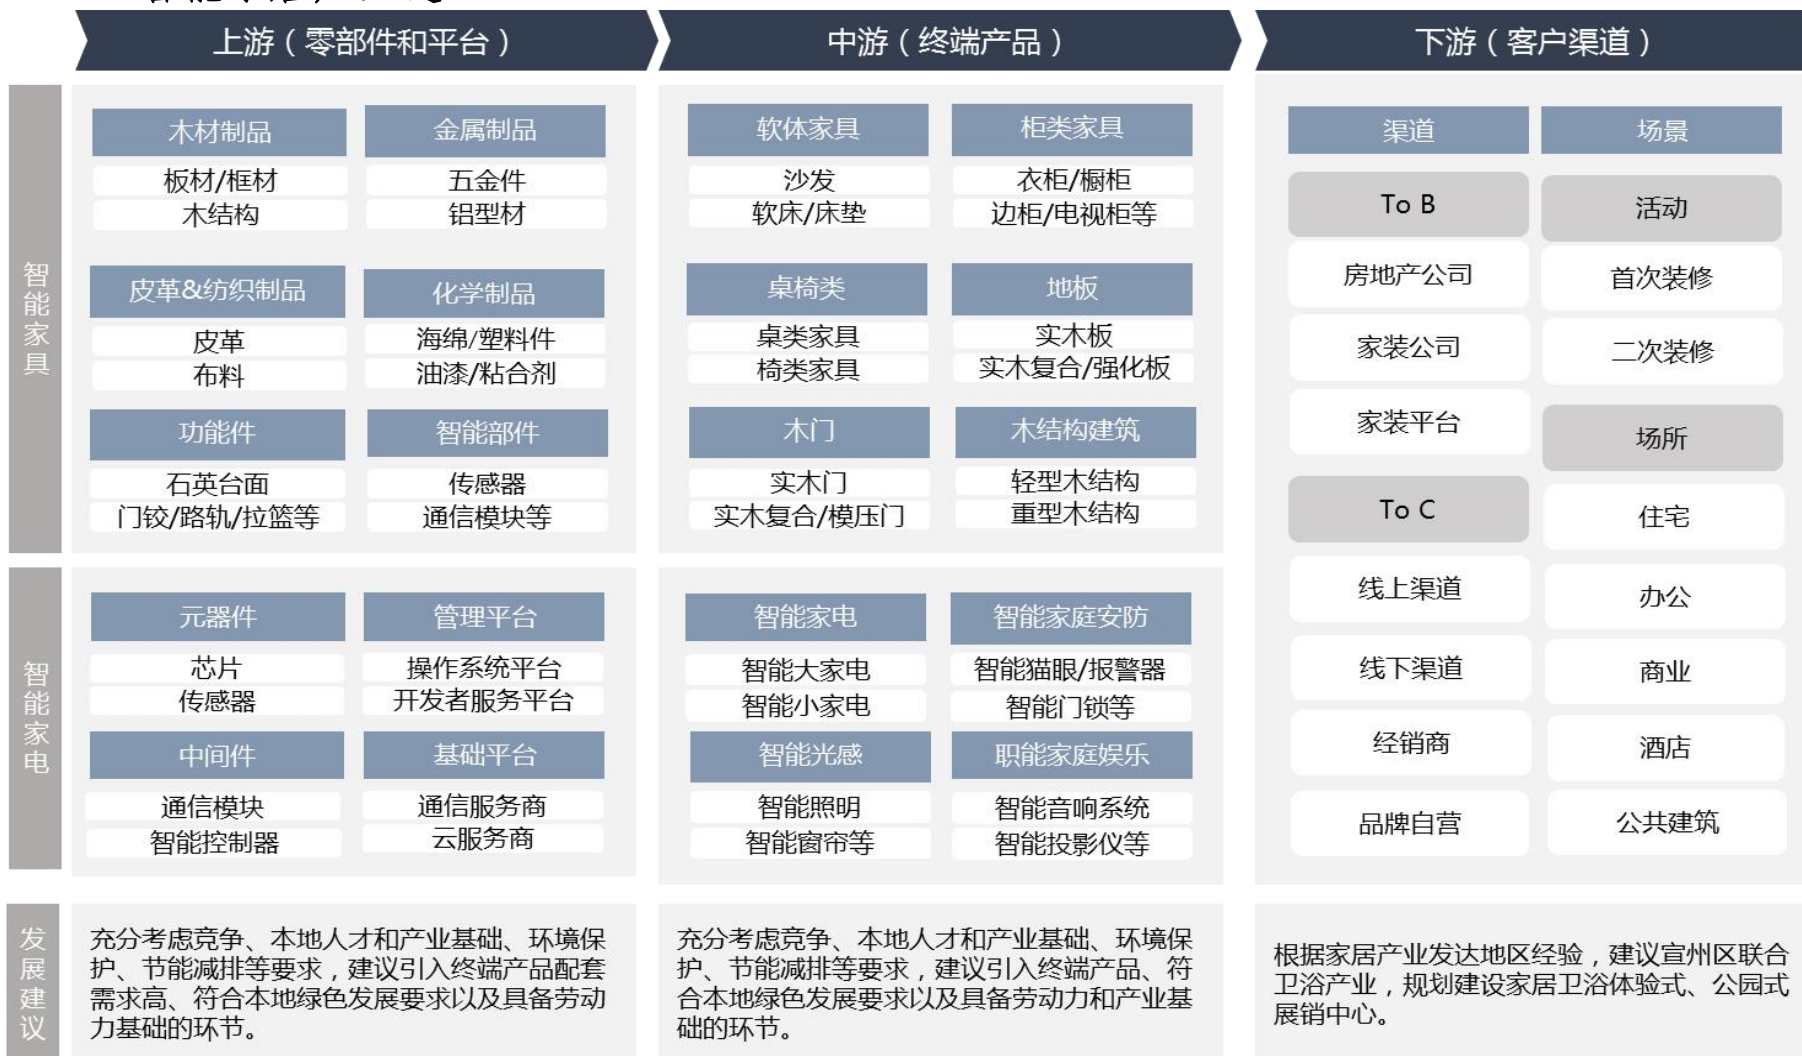 上游（零部件和平台）
中游（终端产品）
下游（客户渠道）
智能家具
木材制品
板材/框材
木结构
金属制品
五金件
铝型材
皮革&纺织制品
皮革
布料
化学制品
海绵/塑料件
油漆/粘合剂
功能件
石英台面
门铰/路轨/拉篮等
智能部件
传感器
通信模块等
软体家具
沙发
软床/床垫
柜类家具
衣柜/橱柜
边柜/电视柜等
桌椅类
桌类家具
椅类家具
地板
实木板
实木复合/强化板
木门
实木门
实木复合/模压门
木结构建筑
轻型木结构
重型木结构
智能家电
元器件
芯片
传感器
管理平台
操作系统平台
开发者服务平台
中间件
通信模块
智能控制器
基础平台
通信服务商
云服务商
智能家电
智能大家电
智能小家电
智能家庭安防
智能猫眼/报警器
智能门锁等
智能光感
智能照明
智能窗帘等
职能家庭娱乐
智能音响系统
智能投影仪等
渠道
To B
房地产公司
家装公司
家装平台
To C
线上渠道
线下渠道
经销商
品牌自营
场景
活动
首次装修
二次装修
场所
住宅
办公
商业
酒店
公共建筑
发展建议
充分考虑竞争、本地人才和产业基础、环境保
护、节能减排等要求，建议引入终端产品配套
需求高、符合本地绿色发展要求以及具备劳动
力基础的环节。
充分考虑竞争、本地人才和产业基础、环境保
护、节能减排等要求，建议引入终端产品、符
合本地绿色发展要求以及具备劳动力和产业基
础的环节。
根据家居产业发达地区经验，建议宣州区联合
卫浴产业，规划建设家居卫浴体验式、公园式
展销中心。